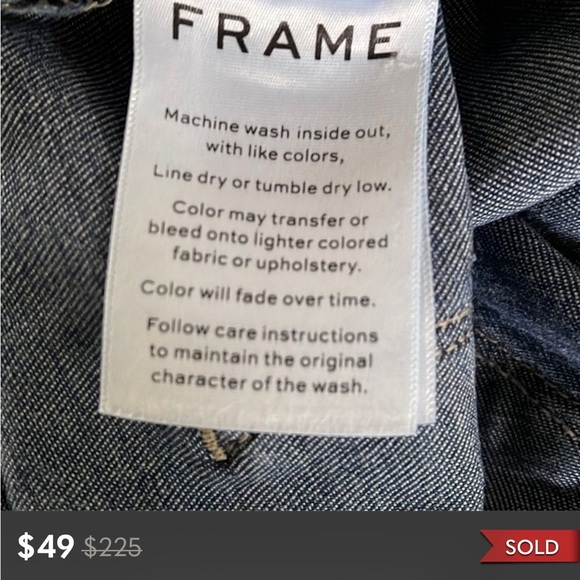 FRAME
Machine wash inside out,
with like colors,
Line dry or tumble dry low.
Color may transfer or
bleed onto lighter colored
fabric or upholstery.
Color will fade over time.
Follow care instructions
to maintain the original
character of the wash.
$49 $225 SOLD